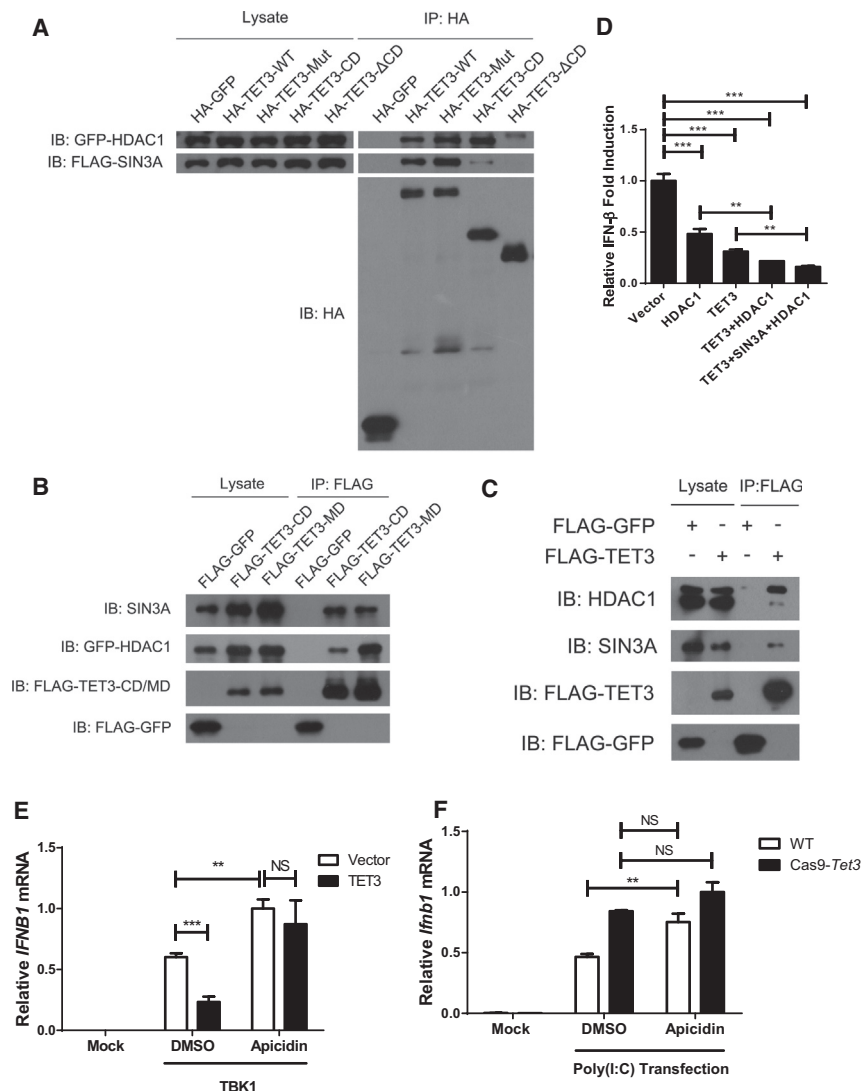 A
Lysate
IP: HA
HA-GFP
HA-TET3-WT
HA-TET3-Mut
HA-TET3-CD
HA-TET3-ΔCD
HA-GFP
HA-TET3-WT
HA-TET3-Mut
HA-TET3-CD
HA-TET3-ΔCD
IB: GFP-HDAC1
IB: FLAG-SIN3A
IB: HA
D
Relative IFN-β Fold Induction
1.5
1.0
0.5
0.0
***
***
***
***
**
**
Vector
HDAC1
TET3
TET3+HDAC1
TET3+SIN3A+HDAC1
B
Lysate
IP: FLAG
FLAG-GFP
FLAG-TET3-CD
FLAG-TET3-MD
FLAG-GFP
FLAG-TET3-CD
FLAG-TET3-MD
IB: SIN3A
IB: GFP-HDAC1
IB: FLAG-TET3-CD/MD
IB: FLAG-GFP
C
Lysate IP:FLAG
FLAG-GFP + - + -
FLAG-TET3 - + - +
IB: HDAC1
IB: SIN3A
IB: FLAG-TET3
IB: FLAG-GFP
E
Relative IFNB1 mRNA
1.5
1.0
0.5
0.0
**
NS
***
Vector
TET3
Mock DMSO Apicidin
TBK1
F
Relative Ifnb1 mRNA
1.5
1.0
0.5
0.0
NS
NS
**
WT
Cas9-Tet3
Mock DMSO Apicidin
Poly(I:C) Transfection